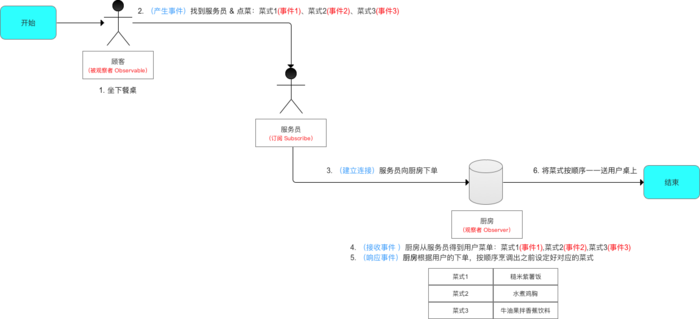 开始
2. （产生事件）找到服务员 & 点菜：菜式1(事件1)、菜式2(事件2)、菜式3(事件3)
顾客
（被观察者 Observable）
1. 坐下餐桌
服务员
（订阅 Subscribe）
3. （建立连接）服务员向厨房下单
6. 将菜式按顺序一一送用户桌上
结束
厨房
（观察者 Observer）
4. （接收事件 ）厨房从服务员得到用户菜单：菜式1(事件1),菜式2(事件2),菜式3(事件3)
5. （响应事件）厨房根据用户的下单，按顺序烹调出之前设定好对应的菜式
菜式1 糙米紫薯饭
菜式2 水煮鸡胸
菜式3 牛油果拌香蕉饮料